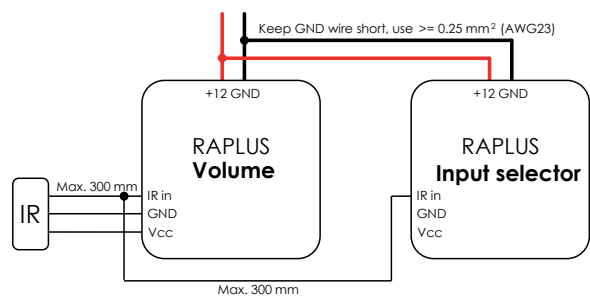 Keep GND wire short, use >= 0.25 mm² (AWG23)
+12 GND
+12 GND
RAPLUS
Volume
RAPLUS
Input selector
IR
Max. 300 mm
IR in
GND
Vcc
IR in
GND
Vcc
Max. 300 mm